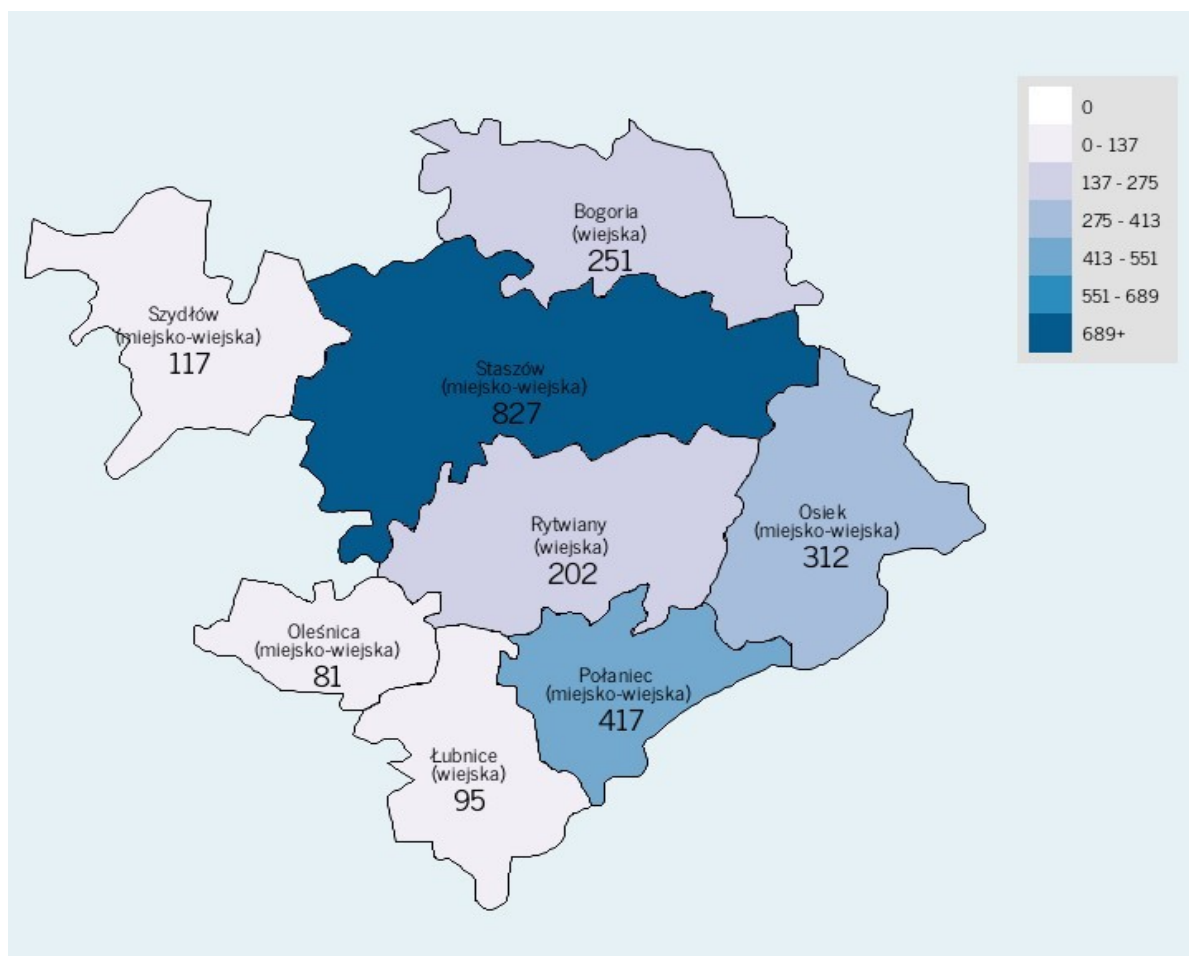 0
0 - 137
137 - 275
275 - 413
413 - 551
551 - 689
689+
Bogoria
(wiejska)
251
Szydłów
(miejsko-wiejska)
117
Staszów
(miejsko-wiejska)
827
Osiek
(miejsko-wiejska)
312
Rytwiany
(wiejska)
202
Oleśnica
(miejsko-wiejska)
81
Połaniec
(miejsko-wiejska)
417
Łubnice
(wiejska)
95